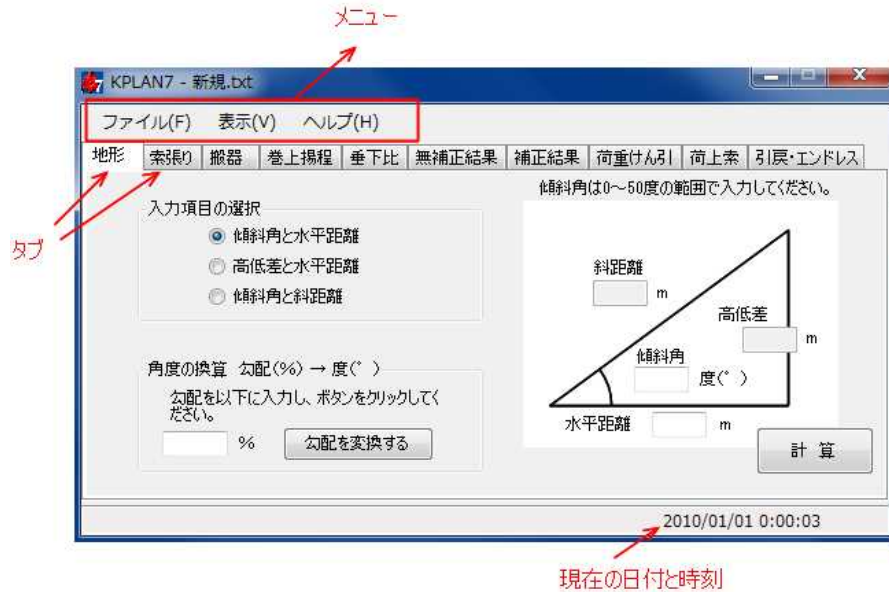 メニュー
KPLAN7 - 新規.txt
ファイル(F) 表示(V) ヘルプ(H)
地形 索張り 搬器 巻上揚程 垂下比 無補正結果 補正結果 荷重けん引 荷上索 引戻・エンドレス
タブ
傾斜角は0～50度の範囲で入力してください。
入力項目の選択
傾斜角と水平距離
高低差と水平距離
傾斜角と斜距離
斜距離
m
高低差
m
傾斜角
度(°)
水平距離 m
角度の換算 勾配(%) → 度(°)
勾配を以下に入力し、ボタンをクリックしてく
ださい。
% 勾配を変換する
計 算
2010/01/01 0:00:03
現在の日付と時刻